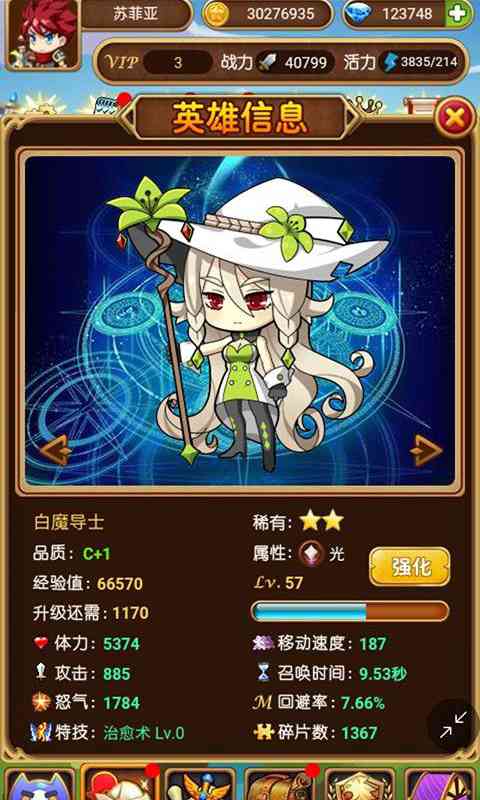 苏菲亚 30276935 123748
VIP 3 战力 40799 活力 3835/214
英雄信息
白魔导士 稀有:
品质: C+1 属性: 光 强化
经验值: 66570 Lv. 57
升级还需: 1170
体力: 5374 移动速度: 187
攻击: 885 召唤时间: 9.53秒
怒气: 1784 M 回避率: 7.66%
特技: 治愈术 Lv.0 碎片数: 1367